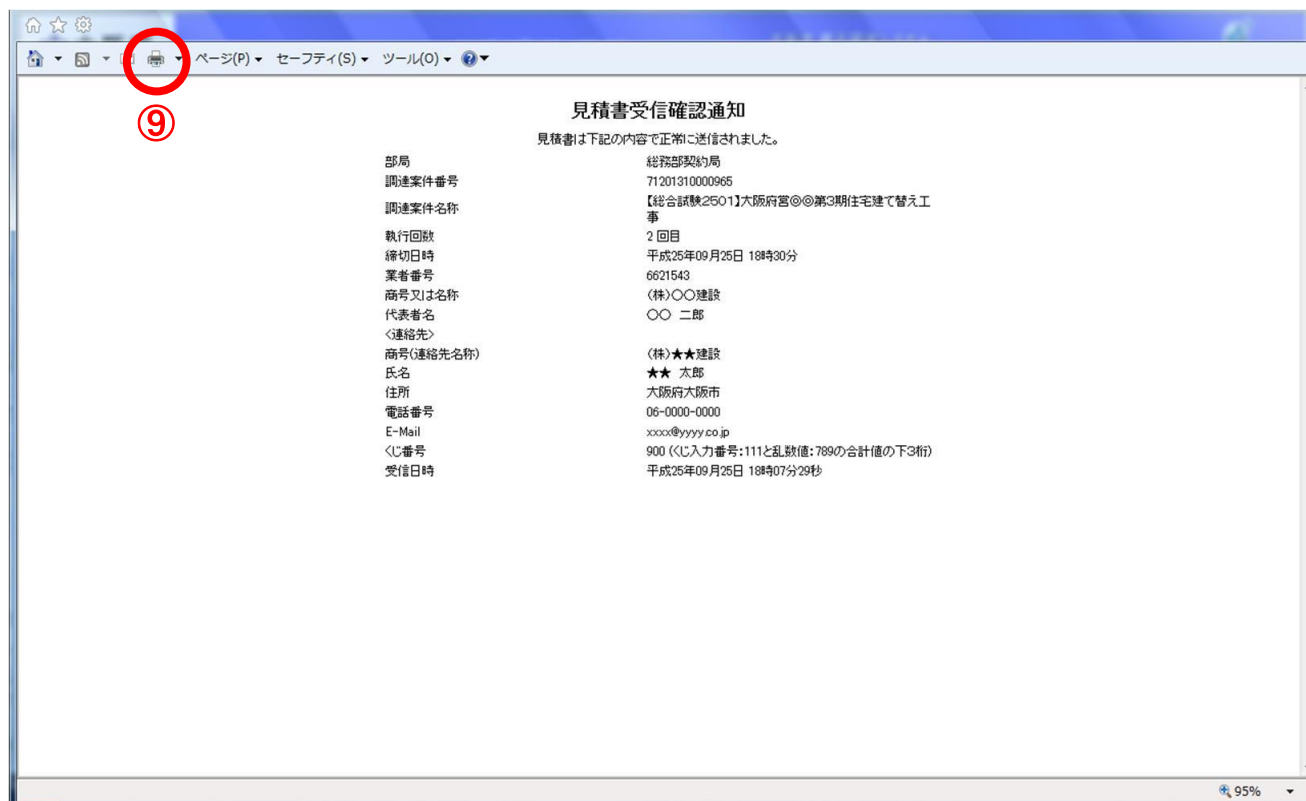 ページ(P) セーフティ(S) ツール(O)
⑨
見積書受信確認通知
見積書は下記の内容で正常に送信されました。
部局 総務部契約局
調達案件番号 71201310000965
調達案件名称 【総合試験2501】大阪府営◎◎第3期住宅建て替え工
事
執行回数 2 回目
締切日時 平成25年09月25日 18時30分
業者番号 6621543
商号又は名称 (株)〇〇建設
代表者名 〇〇 二郎
<連絡先>
商号(連絡先名称) (株)★★建設
氏名 ★★ 太郎
住所 大阪府大阪市
電話番号 06-0000-0000
E-Mail xxxx@yyyy.co.jp
くじ番号 900 (くじ入力番号:111と乱数値:789の合計値の下3桁)
受信日時 平成25年09月25日 18時07分29秒
95%